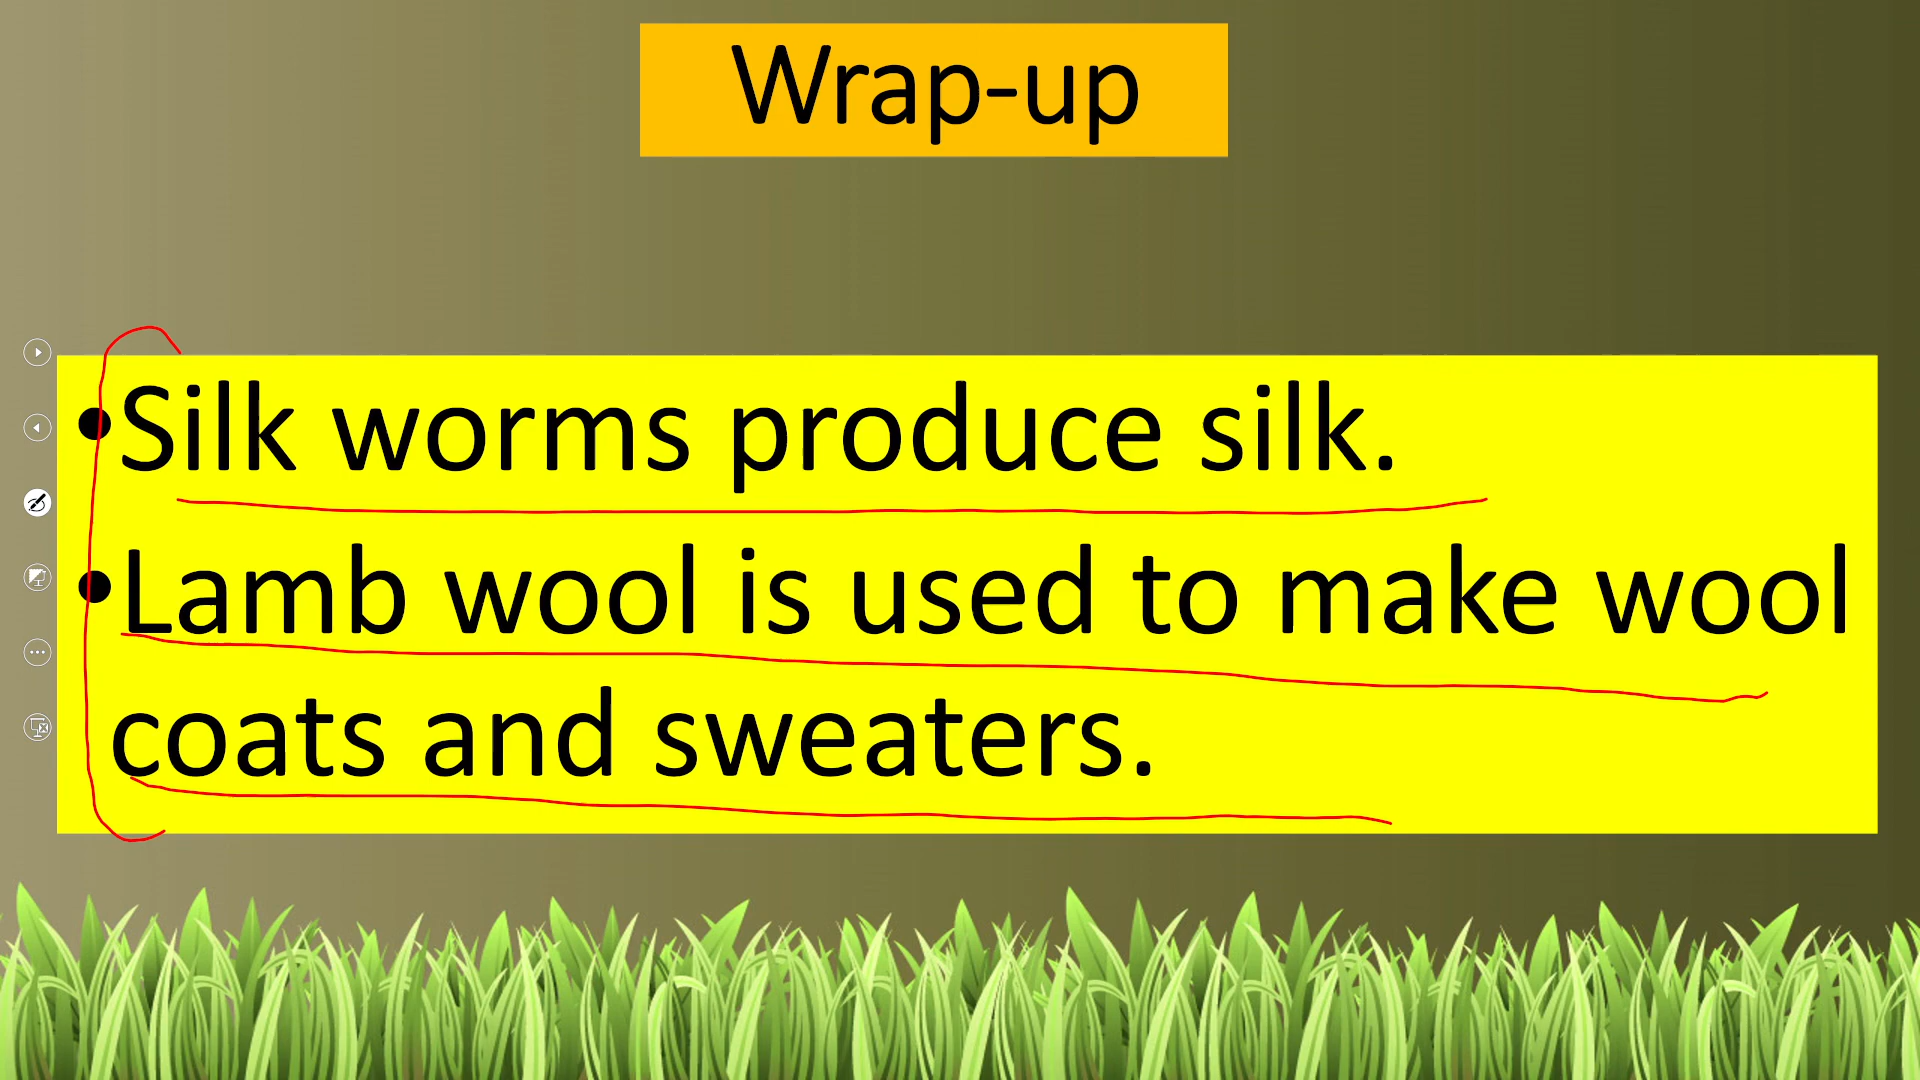 Wrap-up
•Silk worms produce silk.
•Lamb wool is used to make wool
coats and sweaters.